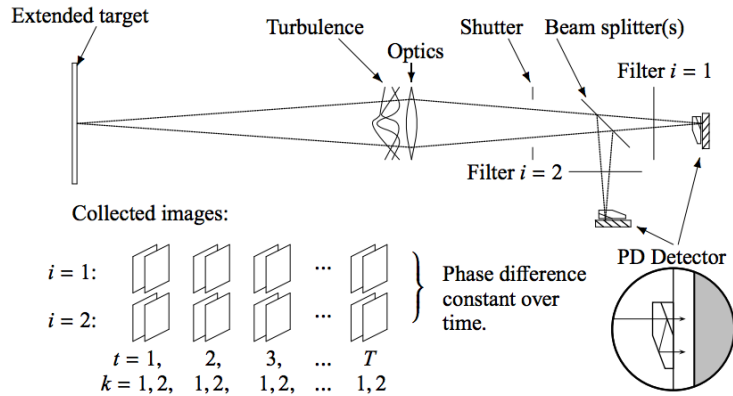 Extended target
Turbulence
Optics
Shutter
Beam splitter(s)
Filter i = 1
Filter i = 2
PD Detector
Collected images:
i = 1: ...
i = 2: ...
Phase difference
constant over
time.
t = 1, 2, 3, ... T
k = 1, 2, 1, 2, 1, 2, ... 1, 2